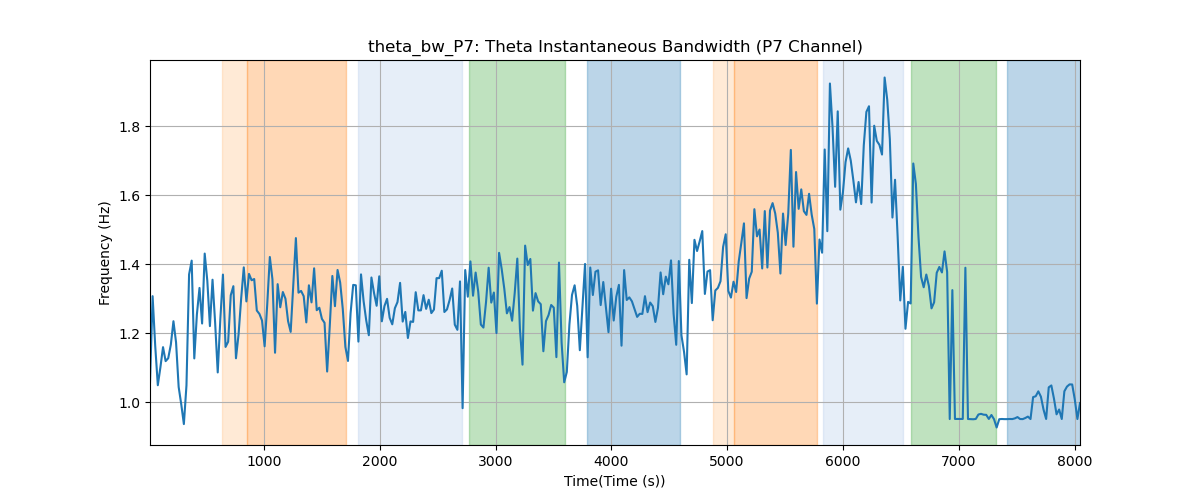 theta_bw_P7: Theta Instantaneous Bandwidth (P7 Channel)
Frequency (Hz)
1.8
1.6
1.4
1.2
1.0
1000 2000 3000 4000 5000 6000 7000 8000
Time(Time (s))